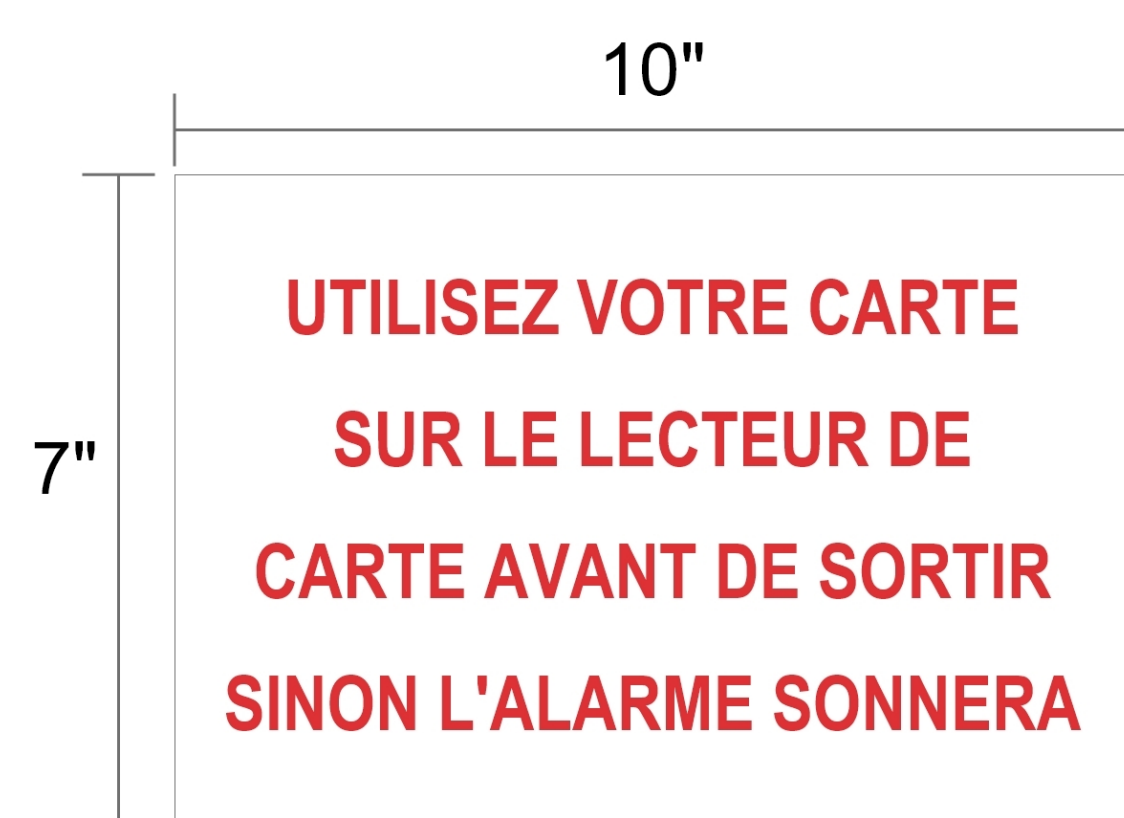 10"
7"
UTILISEZ VOTRE CARTE
SUR LE LECTEUR DE
CARTE AVANT DE SORTIR
SINON L'ALARME SONNERA